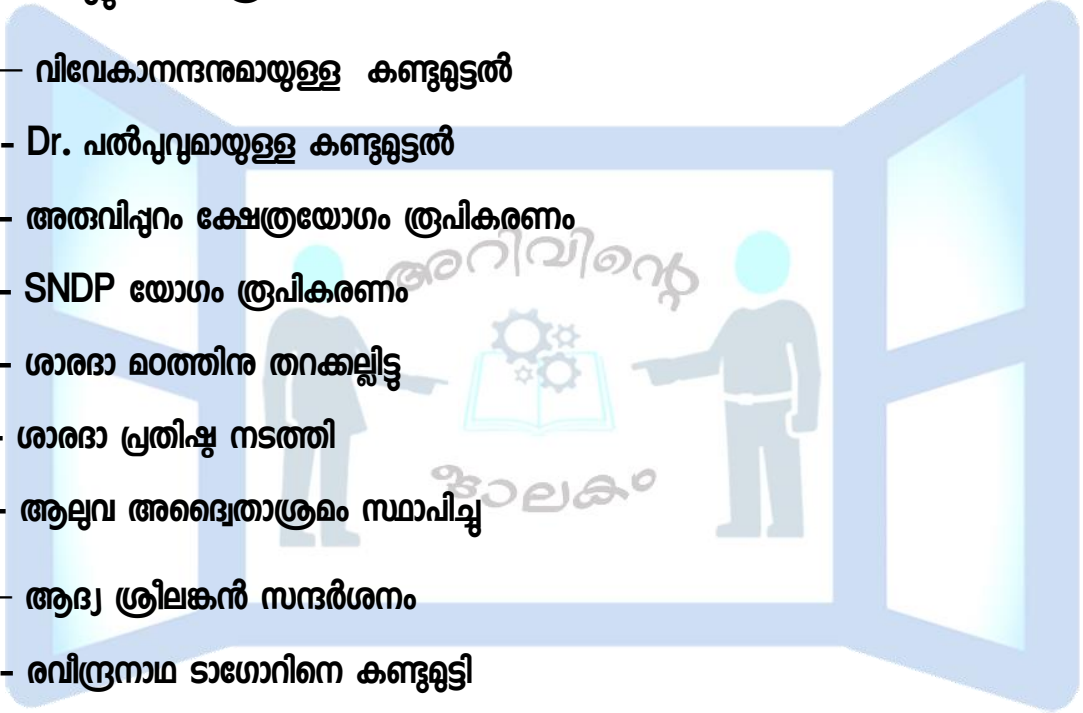 – വിവേകാനന്ദനുമായുള്ള കണ്ടുമുട്ടൽ
- Dr. പൽപുവുമായുള്ള കണ്ടുമുട്ടൽ
- അരുവിപ്പുറം ക്ഷേത്രയോഗം രൂപികരണം
അറിവിന്റെ
- SNDP യോഗം രൂപികരണം
- ശാരദാ മഠത്തിനു തറക്കല്ലിട്ടു
- ശാരദാ പ്രതിഷ്ഠ നടത്തി
ജാലകം
- ആലുവ അദ്വൈതാശ്രമം സ്ഥാപിച്ചു
– ആദ്യ ശ്രീലങ്കൻ സന്ദർശനം
- രവീന്ദ്രനാഥ ടാഗോറിനെ കണ്ടുമുട്ടി